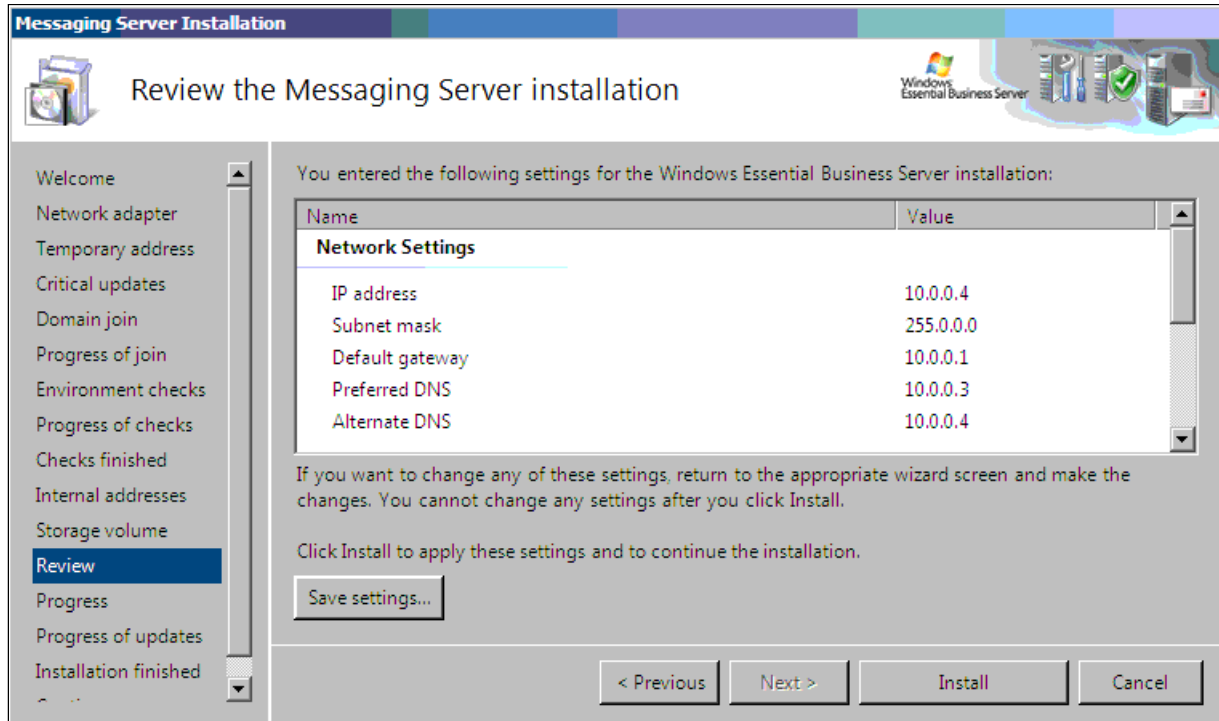 Messaging Server Installation
Review the Messaging Server installation
Windows
Essential Business Server
Welcome
Network adapter
Temporary address
Critical updates
Domain join
Progress of join
Environment checks
Progress of checks
Checks finished
Internal addresses
Storage volume
Review
Progress
Progress of updates
Installation finished
You entered the following settings for the Windows Essential Business Server installation:
Name Value
Network Settings
IP address 10.0.0.4
Subnet mask 255.0.0.0
Default gateway 10.0.0.1
Preferred DNS 10.0.0.3
Alternate DNS 10.0.0.4
If you want to change any of these settings, return to the appropriate wizard screen and make the
changes. You cannot change any settings after you click Install.
Click Install to apply these settings and to continue the installation.
Save settings...
< Previous Next > Install Cancel